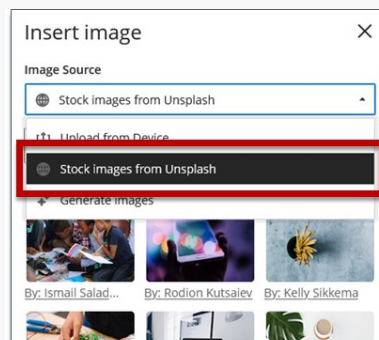 Insert image
Image Source
Stock images from Unsplash
Upload from Device
Stock images from Unsplash
Generate images
By: Ismail Salad...
By: Rodion Kutsaiev
By: Kelly Sikkema